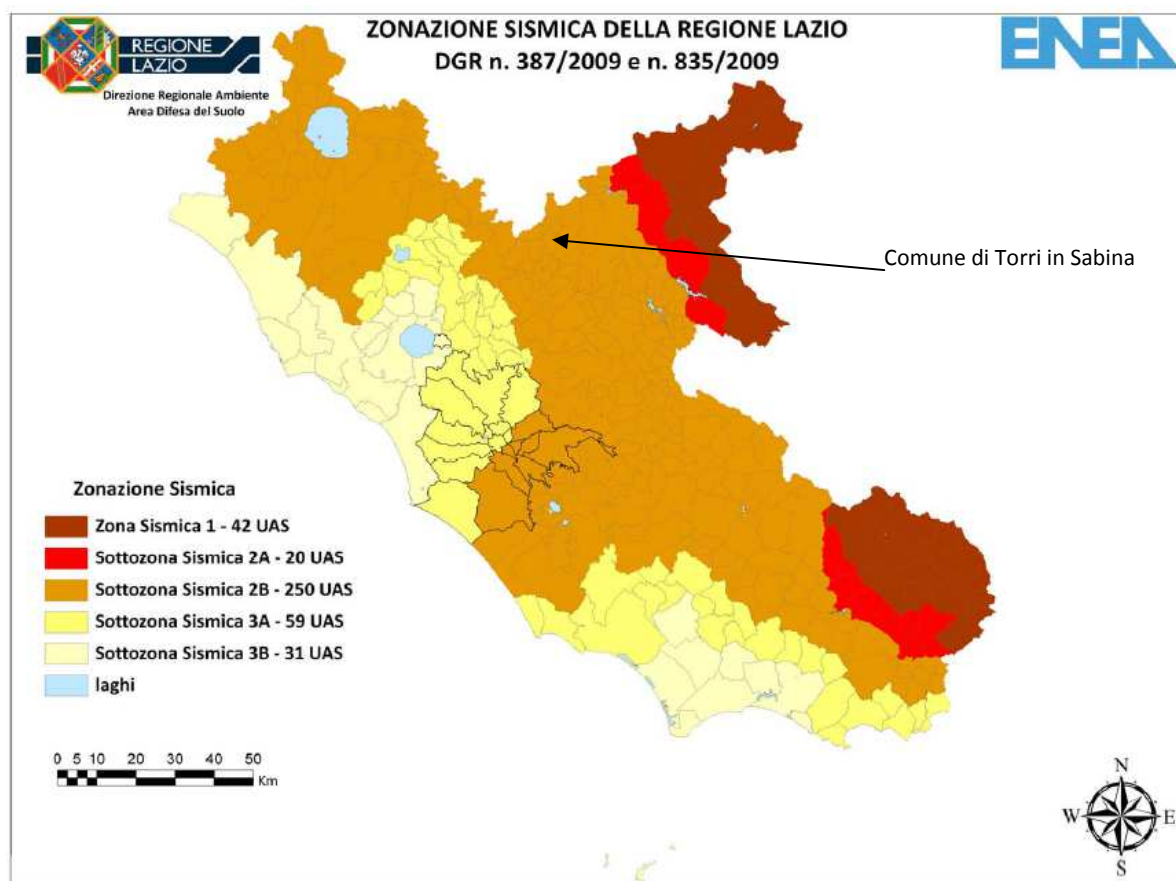 REGIONE
LAZIO
Direzione Regionale Ambiente
Area Difesa del Suolo
ZONAZIONE SISMICA DELLA REGIONE LAZIO
DGR n. 387/2009 e n. 835/2009
ENEA
Comune di Torri in Sabina
Zonazione Sismica
Zona Sismica 1 - 42 UAS
Sottozona Sismica 2A - 20 UAS
Sottozona Sismica 2B - 250 UAS
Sottozona Sismica 3A - 59 UAS
Sottozona Sismica 3B - 31 UAS
laghi
0 5 10 20 30 40 50
Km
N
W E
S